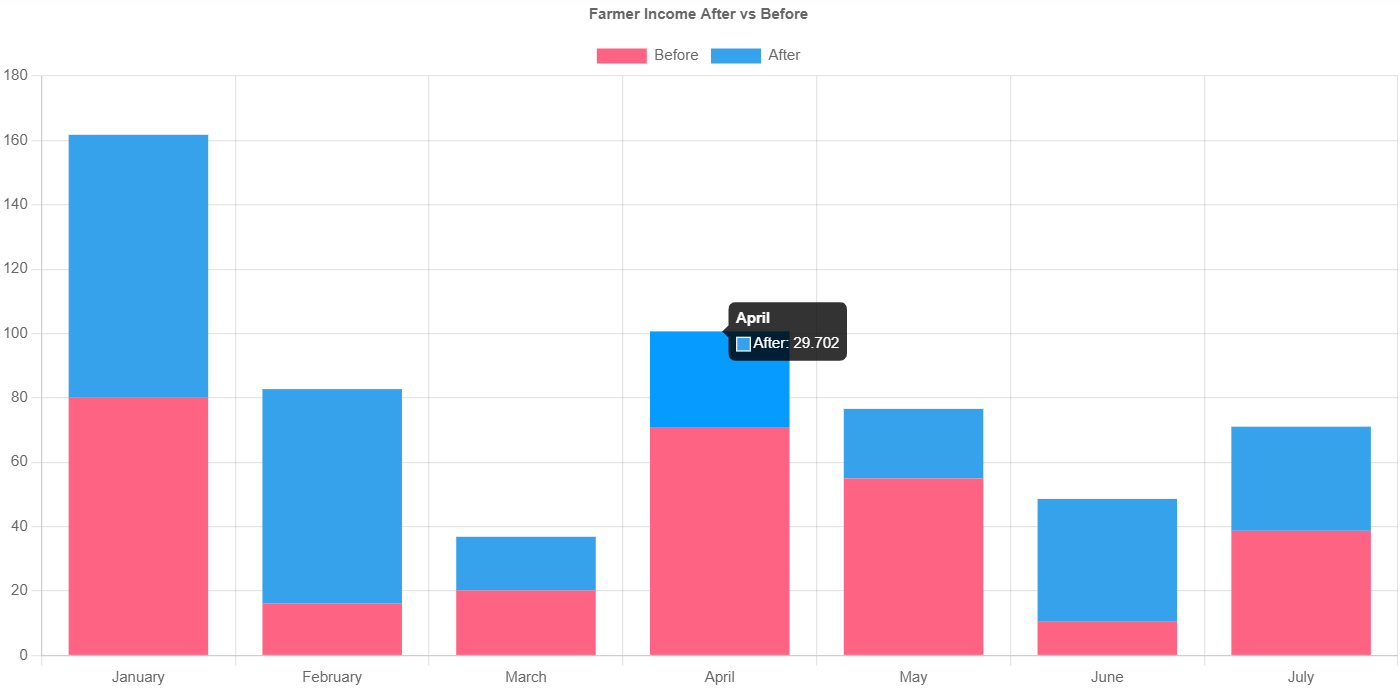 Farmer Income After vs Before
Before After
180
160
140
120
100
80
60
40
20
0
April
After: 29.702
January February March April May June July